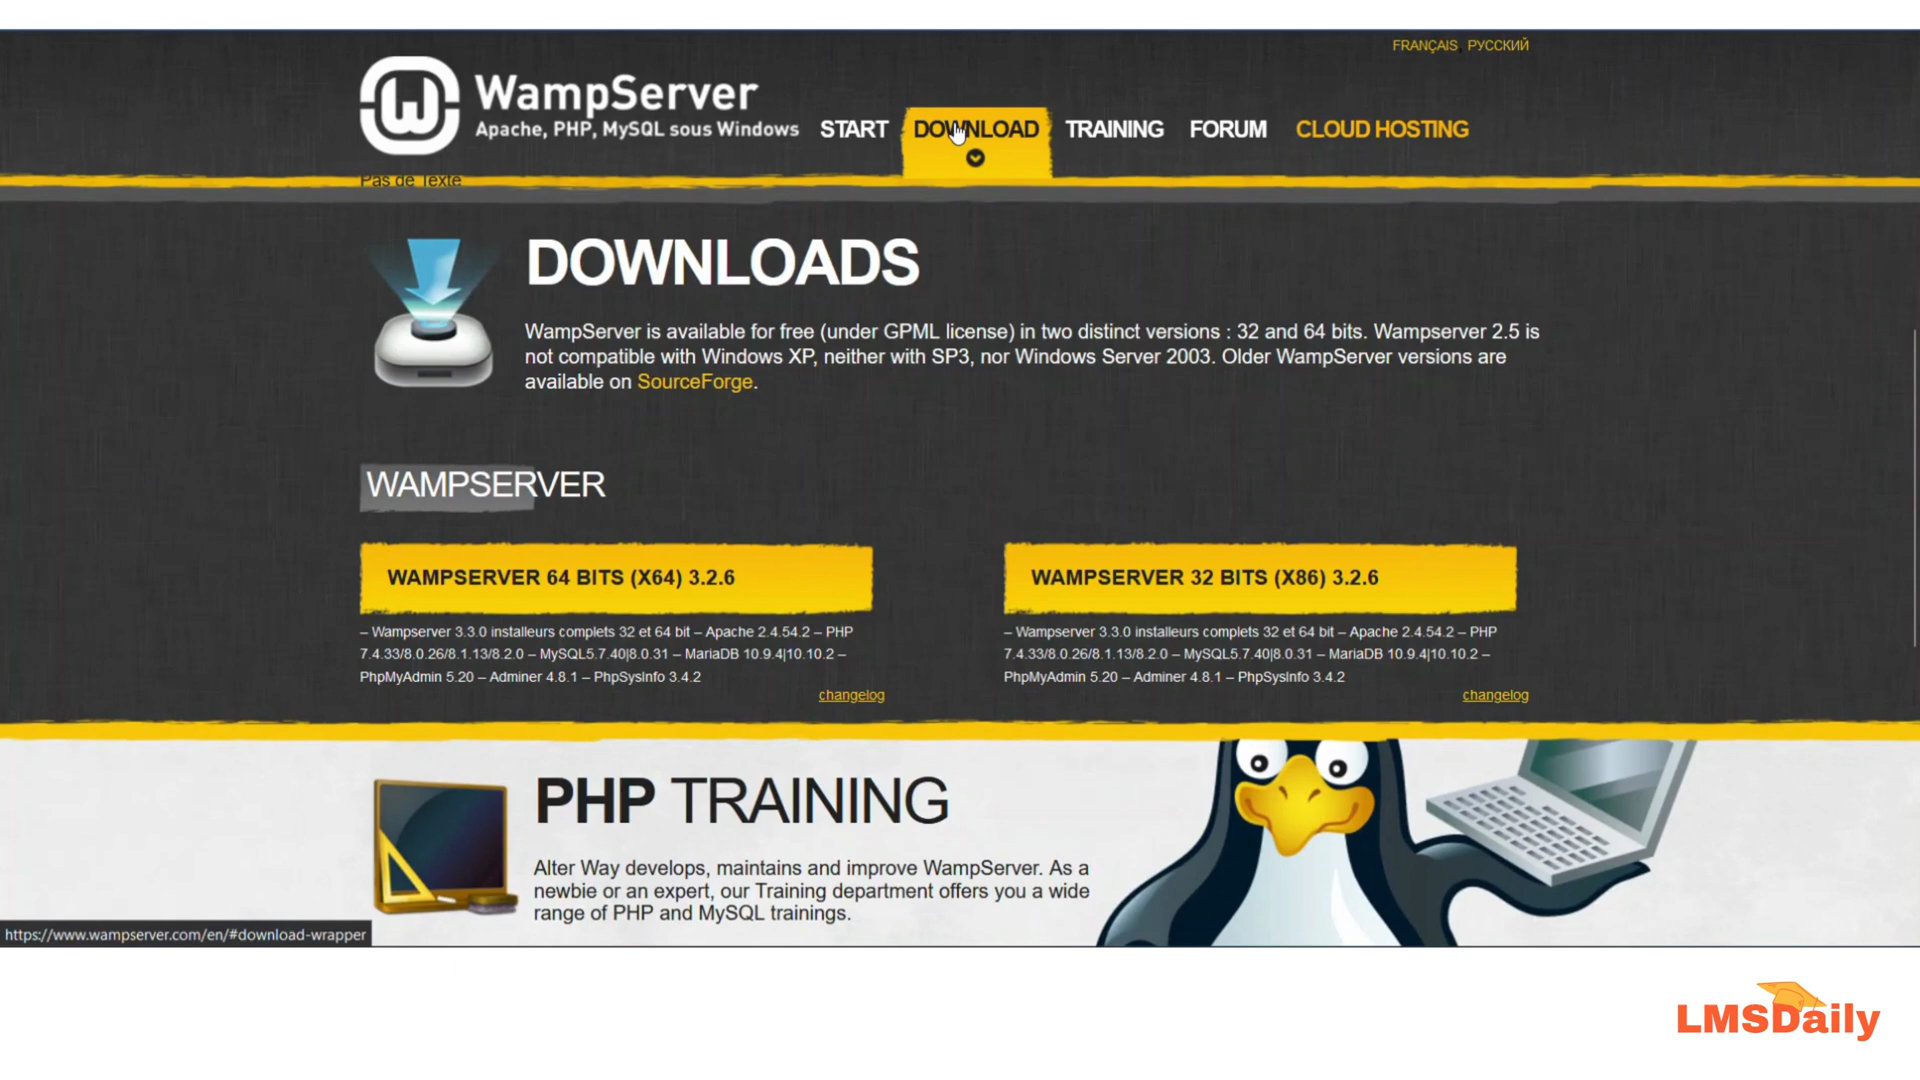 FRANÇAIS, РУССКИЙ
WampServer
Apache, PHP, MySQL sous Windows
START DOWNLOAD TRAINING FORUM CLOUD HOSTING
Pas de Texte
DOWNLOADS
WampServer is available for free (under GPML license) in two distinct versions : 32 and 64 bits. Wampserver 2.5 is
not compatible with Windows XP, neither with SP3, nor Windows Server 2003. Older WampServer versions are
available on SourceForge.
WAMPSERVER
WAMPSERVER 64 BITS (X64) 3.2.6
– Wampserver 3.3.0 installeurs complets 32 et 64 bit – Apache 2.4.54.2 – PHP
7.4.33/8.0.26/8.1.13/8.2.0 – MySQL5.7.40|8.0.31 – MariaDB 10.9.4|10.10.2 –
PhpMyAdmin 5.20 – Adminer 4.8.1 – PhpSysInfo 3.4.2
changelog
WAMPSERVER 32 BITS (X86) 3.2.6
– Wampserver 3.3.0 installeurs complets 32 et 64 bit – Apache 2.4.54.2 – PHP
7.4.33/8.0.26/8.1.13/8.2.0 – MySQL5.7.40|8.0.31 – MariaDB 10.9.4|10.10.2 –
PhpMyAdmin 5.20 – Adminer 4.8.1 – PhpSysInfo 3.4.2
changelog
PHP TRAINING
Alter Way develops, maintains and improve WampServer. As a
newbie or an expert, our Training department offers you a wide
range of PHP and MySQL trainings.
https://www.wampserver.com/en/#download-wrapper
LMSDaily